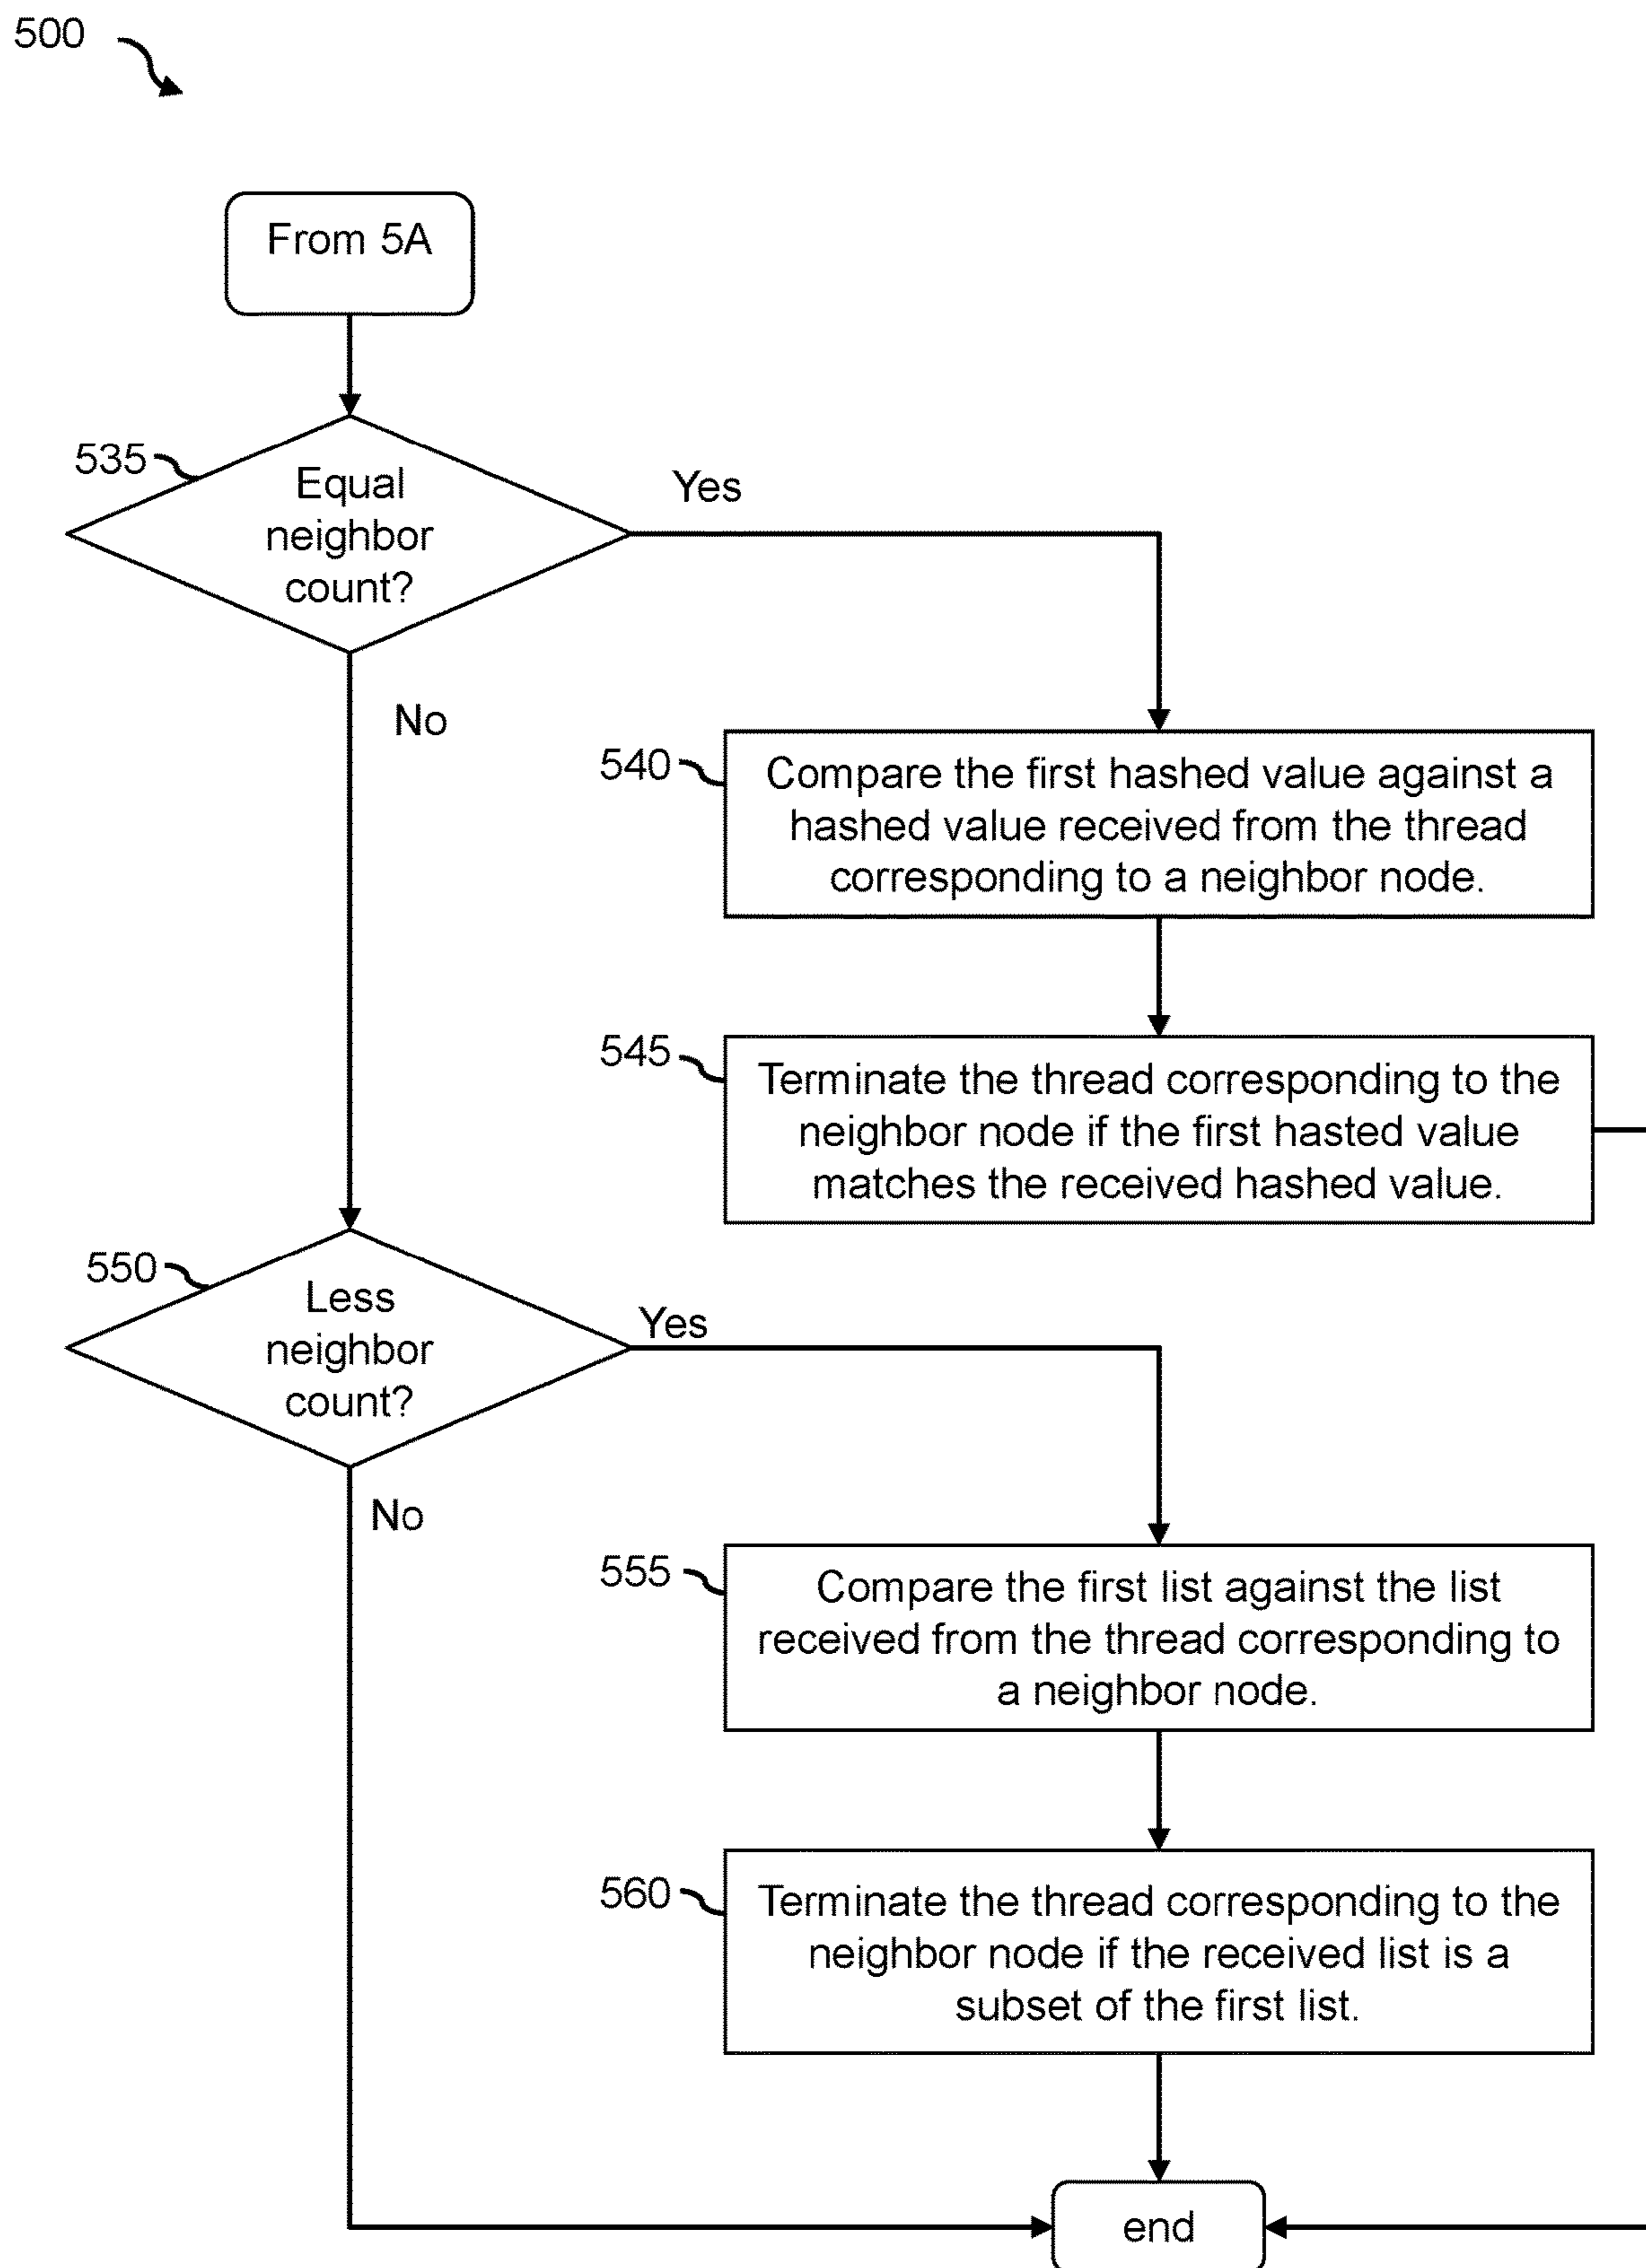 500
From 5A
535
Equal
neighbor
count?
Yes
No
540
Compare the first hashed value against a
hashed value received from the thread
corresponding to a neighbor node.
545
Terminate the thread corresponding to the
neighbor node if the first hasted value
matches the received hashed value.
550
Less
neighbor
count?
Yes
No
555
Compare the first list against the list
received from the thread corresponding to
a neighbor node.
560
Terminate the thread corresponding to the
neighbor node if the received list is a
subset of the first list.
end